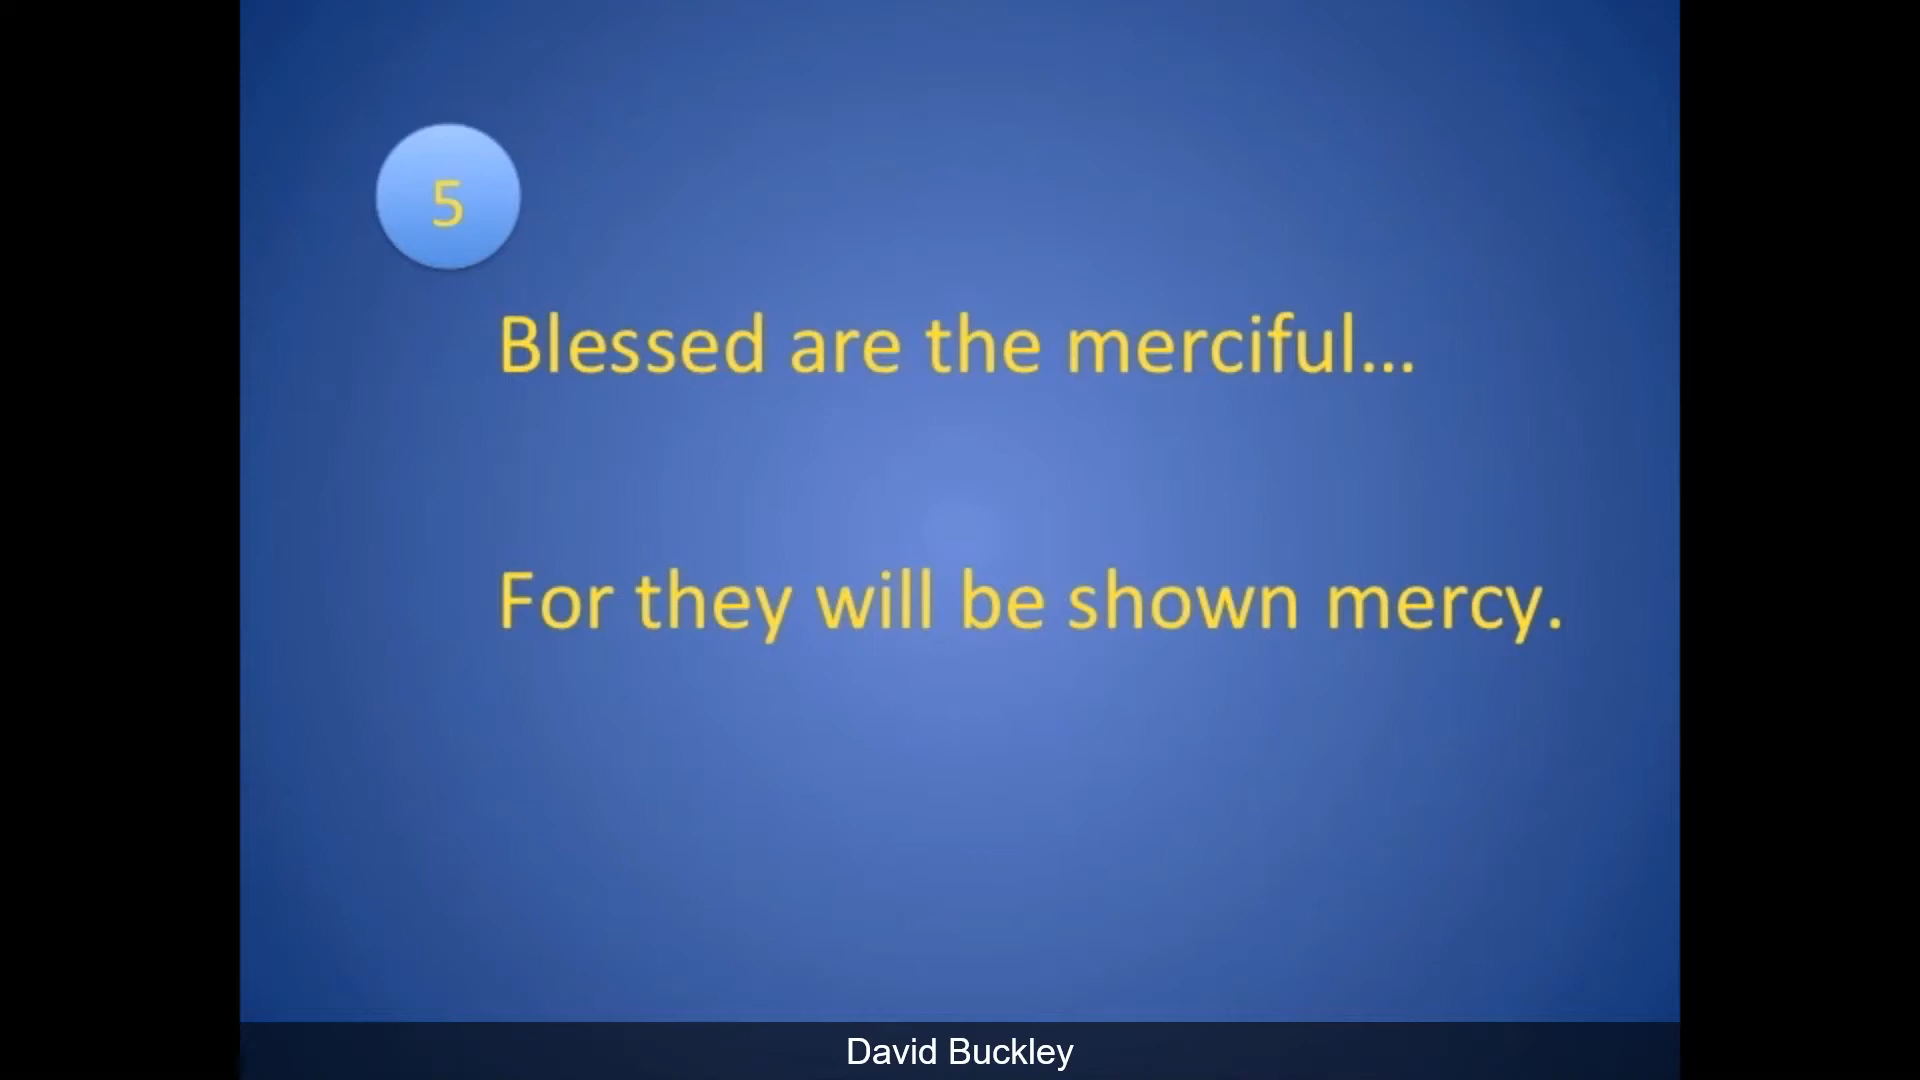 5
Blessed are the merciful...
For they will be shown mercy.
David Buckley